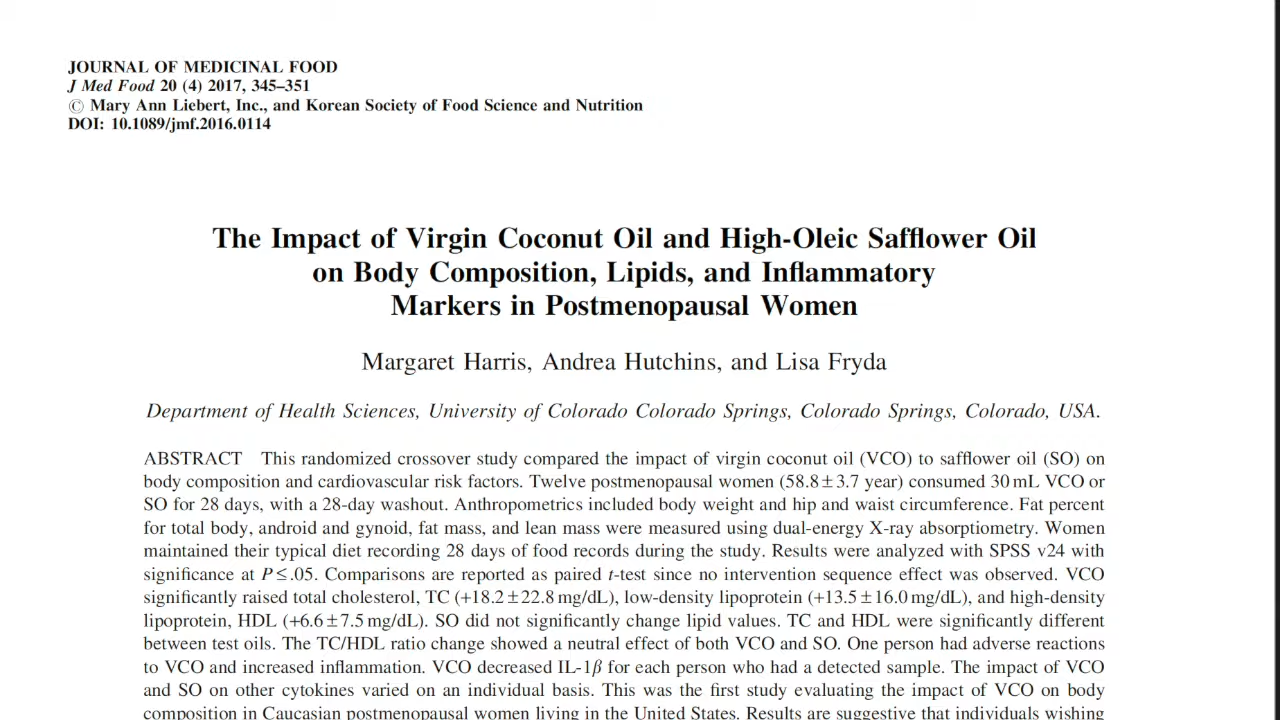 JOURNAL OF MEDICINAL FOOD
J Med Food 20 (4) 2017, 345–351
© Mary Ann Liebert, Inc., and Korean Society of Food Science and Nutrition
DOI: 10.1089/jmf.2016.0114
The Impact of Virgin Coconut Oil and High-Oleic Safflower Oil
on Body Composition, Lipids, and Inflammatory
Markers in Postmenopausal Women
Margaret Harris, Andrea Hutchins, and Lisa Fryda
Department of Health Sciences, University of Colorado Colorado Springs, Colorado Springs, Colorado, USA.
ABSTRACT This randomized crossover study compared the impact of virgin coconut oil (VCO) to safflower oil (SO) on
body composition and cardiovascular risk factors. Twelve postmenopausal women (58.8±3.7 year) consumed 30 mL VCO or
SO for 28 days, with a 28-day washout. Anthropometrics included body weight and hip and waist circumference. Fat percent
for total body, android and gynoid, fat mass, and lean mass were measured using dual-energy X-ray absorptiometry. Women
maintained their typical diet recording 28 days of food records during the study. Results were analyzed with SPSS v24 with
significance at P≤.05. Comparisons are reported as paired t-test since no intervention sequence effect was observed. VCO
significantly raised total cholesterol, TC (+18.2±22.8 mg/dL), low-density lipoprotein (+13.5±16.0 mg/dL), and high-density
lipoprotein, HDL (+6.6±7.5 mg/dL). SO did not significantly change lipid values. TC and HDL were significantly different
between test oils. The TC/HDL ratio change showed a neutral effect of both VCO and SO. One person had adverse reactions
to VCO and increased inflammation. VCO decreased IL-1β for each person who had a detected sample. The impact of VCO
and SO on other cytokines varied on an individual basis. This was the first study evaluating the impact of VCO on body
composition in Caucasian postmenopausal women living in the United States. Results are suggestive that individuals wishing